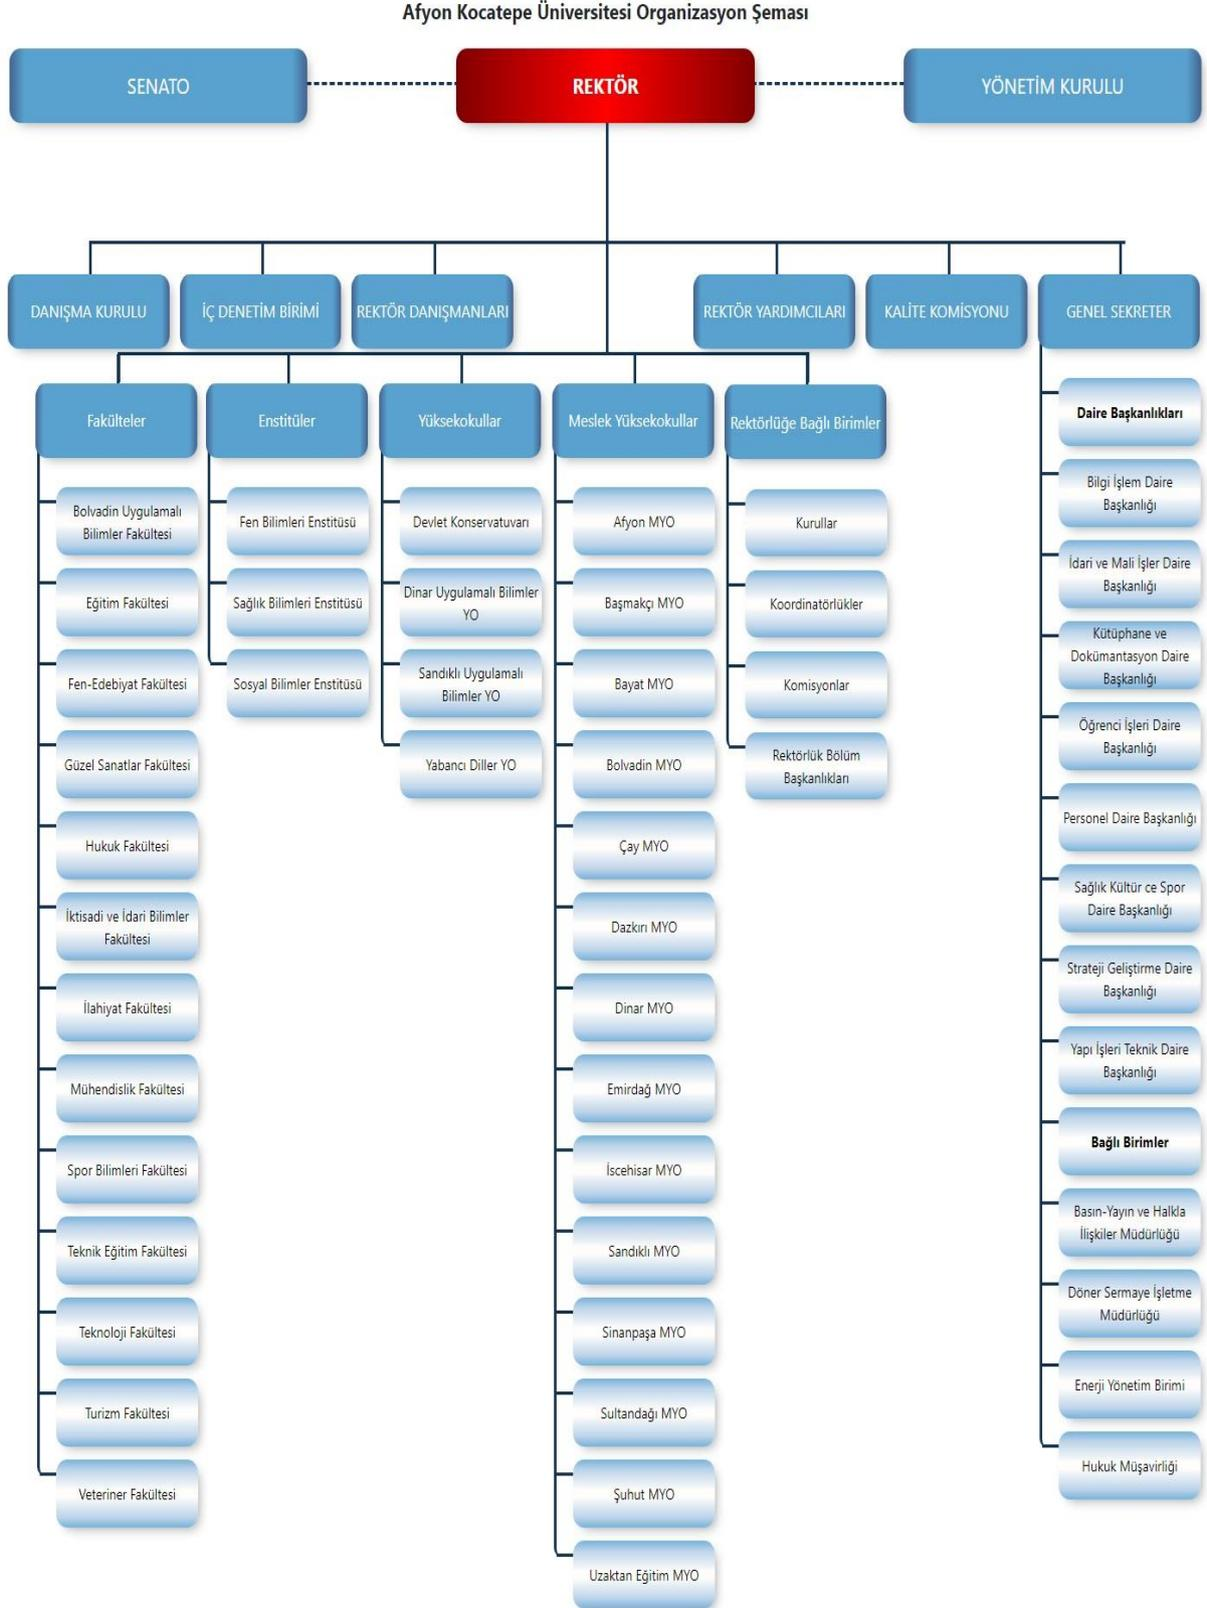 Afyon Kocatepe Üniversitesi Organizasyon Şeması
SENATO
REKTÖR
YÖNETİM KURULU
DANIŞMA KURULU
İÇ DENETİM BİRİMİ
REKTÖR DANIŞMANLARI
REKTÖR YARDIMCILARI
KALİTE KOMİSYONU
GENEL SEKRETER
Fakülteler
Bolvadin Uygulamalı
Bilimler Fakültesi
Eğitim Fakültesi
Fen-Edebiyat Fakültesi
Güzel Sanatlar Fakültesi
Hukuk Fakültesi
İktisadi ve İdari Bilimler
Fakültesi
İlahiyat Fakültesi
Mühendislik Fakültesi
Spor Bilimleri Fakültesi
Teknik Eğitim Fakültesi
Teknoloji Fakültesi
Turizm Fakültesi
Veteriner Fakültesi
Enstitüler
Fen Bilimleri Enstitüsü
Sağlık Bilimleri Enstitüsü
Sosyal Bilimler Enstitüsü
Yüksekokullar
Devlet Konservatuvarı
Dinar Uygulamalı Bilimler
YO
Sandıklı Uygulamalı
Bilimler YO
Yabancı Diller YO
Meslek Yüksekokullar
Afyon MYO
Başmakçı MYO
Bayat MYO
Bolvadin MYO
Çay MYO
Dazkırı MYO
Dinar MYO
Emirdağ MYO
İscehisar MYO
Sandıklı MYO
Sinanpaşa MYO
Sultandağı MYO
Şuhut MYO
Uzaktan Eğitim MYO
Rektörlüğe Bağlı Birimler
Kurullar
Koordinatörlükler
Komisyonlar
Rektörlük Bölüm
Başkanlıkları
Daire Başkanlıkları
Bilgi İşlem Daire
Başkanlığı
İdari ve Mali İşler Daire
Başkanlığı
Kütüphane ve
Dokümantasyon Daire
Başkanlığı
Öğrenci İşleri Daire
Başkanlığı
Personel Daire Başkanlığı
Sağlık Kültür ce Spor
Daire Başkanlığı
Strateji Geliştirme Daire
Başkanlığı
Yapı İşleri Teknik Daire
Başkanlığı
Bağlı Birimler
Basın-Yayın ve Halkla
İlişkiler Müdürlüğü
Döner Sermaye İşletme
Müdürlüğü
Enerji Yönetim Birimi
Hukuk Müşavirliği